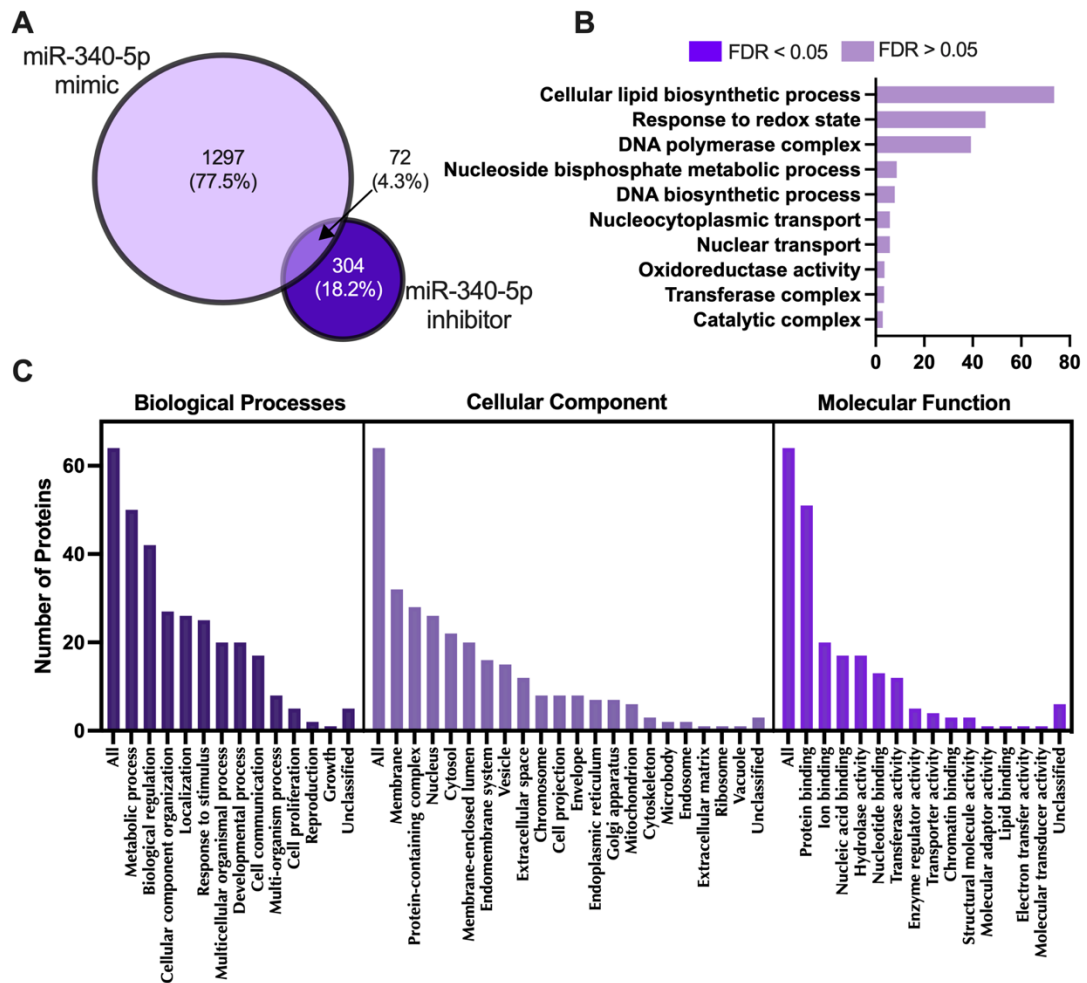 A
miR-340-5p
mimic
1297
(77.5%)
72
(4.3%)
304
(18.2%)
miR-340-5p
inhibitor
B
FDR < 0.05
FDR > 0.05
Cellular lipid biosynthetic process
Response to redox state
DNA polymerase complex
Nucleoside bisphosphate metabolic process
DNA biosynthetic process
Nucleocytoplasmic transport
Nuclear transport
Oxidoreductase activity
Transferase complex
Catalytic complex
0 20 40 60 80
C
Biological Processes
Cellular Component
Molecular Function
Number of Proteins
60
40
20
0
All
Metabolic process
Biological regulation
Cellular component organization
Localization
Response to stimulus
Multicellular organismal process
Developmental process
Cell communication
Multi-organism process
Cell proliferation
Reproduction
Growth
Unclassified
All
Membrane
Protein-containing complex
Nucleus
Cytosol
Membrane-enclosed lumen
Endomembrane system
Vesicle
Extracellular space
Chromosome
Cell projection
Envelope
Endoplasmic reticulum
Golgi apparatus
Mitochondrion
Cytoskeleton
Microbody
Endosome
Extracellular matrix
Ribosome
Vacuole
Unclassified
All
Protein binding
Ion binding
Nucleic acid binding
Hydrolase activity
Nucleotide binding
Transferase activity
Enzyme regulator activity
Transporter activity
Chromatin binding
Structural molecule activity
Molecular adaptor activity
Lipid binding
Electron transfer activity
Molecular transducer activity
Unclassified